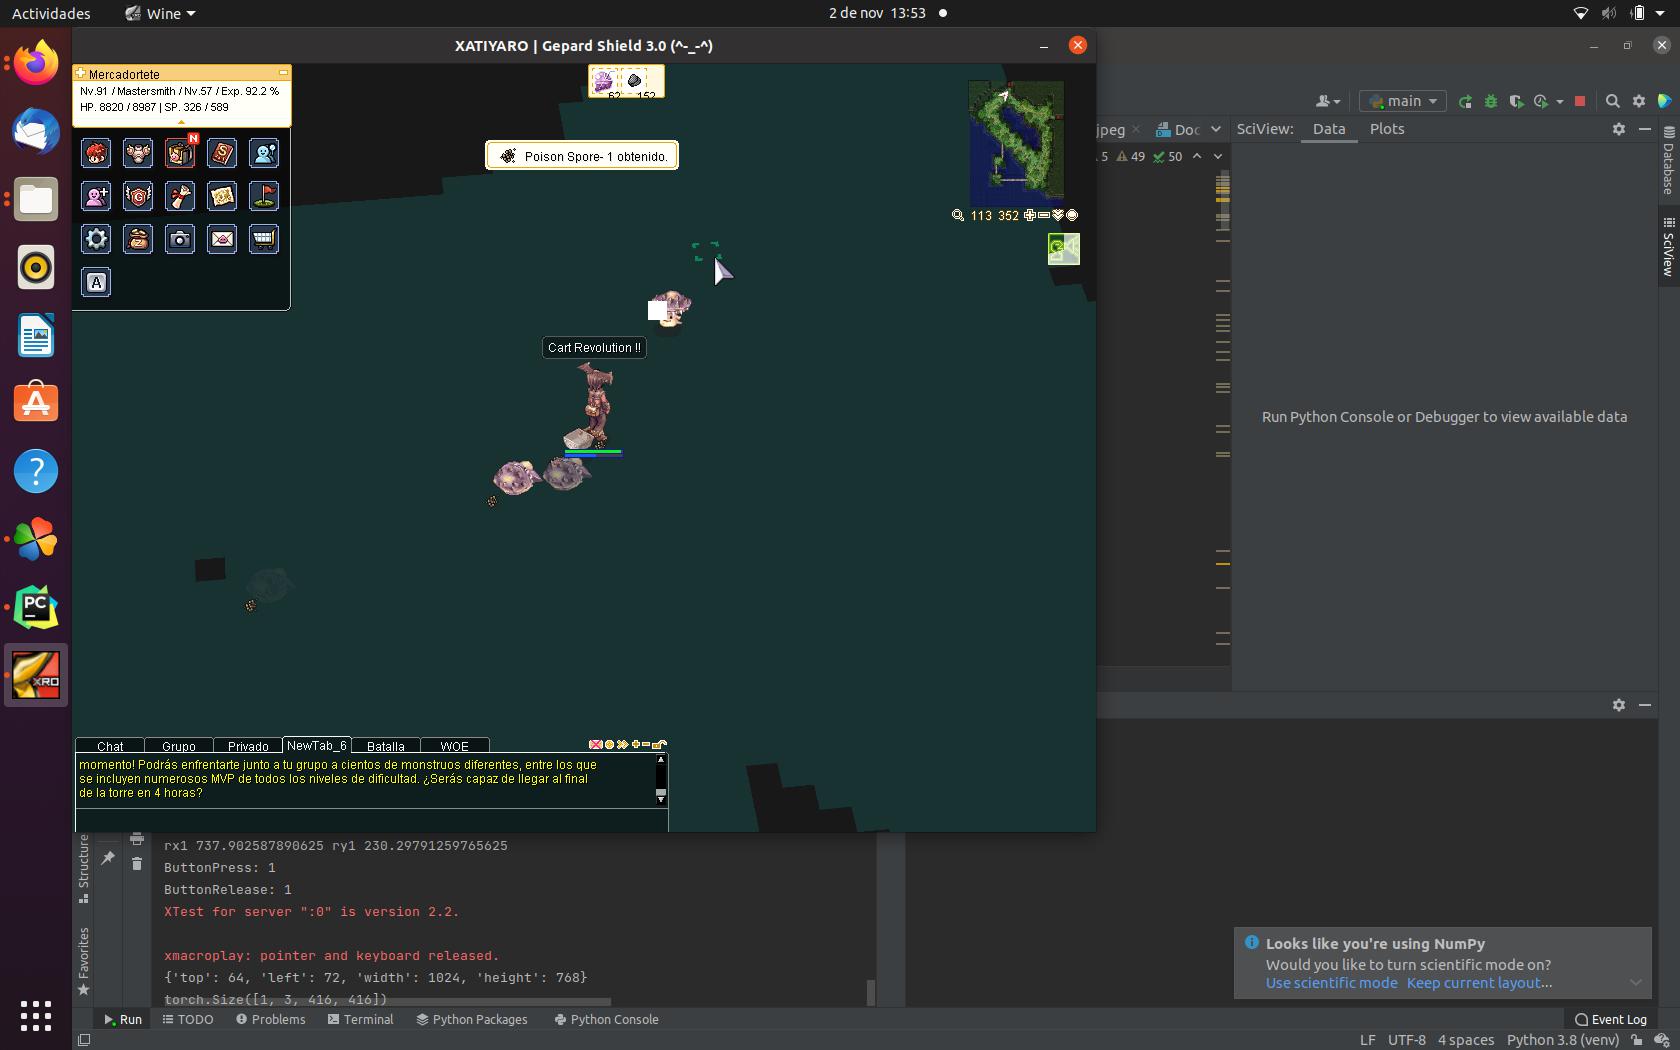 Actividades
Wine
2 de nov 13:53
XATIYARO | Gepard Shield 3.0 (^-_-^)
Mercadortete
Nv.91 / Mastersmith / Nv.57 / Exp. 92.2 %
HP. 8820 / 8987 | SP. 326 / 589
N
A
62
152
Poison Spore- 1 obtenido.
113 352
Cart Revolution !!
main
jpeg
Doc
SciView:
Data
Plots
5
49
50
Database
SciView
Run Python Console or Debugger to view available data
PC
XRO
Chat
Grupo
Privado
NewTab_6
Batalla
WOE
momento! Podrás enfrentarte junto a tu grupo a cientos de monstruos diferentes, entre los que
se incluyen numerosos MVP de todos los niveles de dificultad. ¿Serás capaz de llegar al final
de la torre en 4 horas?
Structure
Favorites
rx1 737.902587890625 ry1 230.29791259765625
ButtonPress: 1
ButtonRelease: 1
XTest for server ":0" is version 2.2.
xmacroplay: pointer and keyboard released.
{'top': 64, 'left': 72, 'width': 1024, 'height': 768}
torch.Size([1, 3, 416, 416])
Looks like you're using NumPy
Would you like to turn scientific mode on?
Use scientific mode Keep current layout...
Run
TODO
Problems
Terminal
Python Packages
Python Console
Event Log
LF UTF-8 4 spaces Python 3.8 (venv)